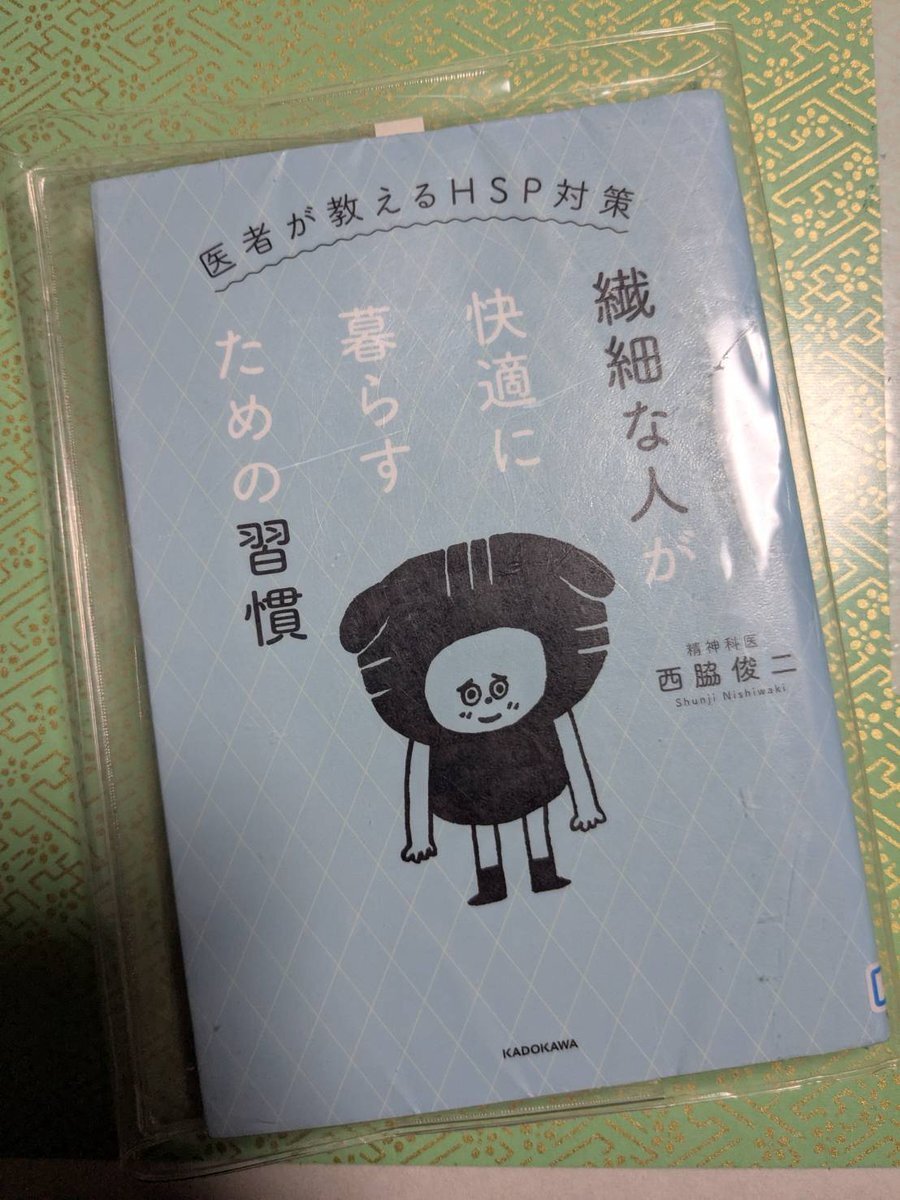 医者が教えるHSP対策
繊細な人が
快適に
暮らす
ための習慣
精神科医
西脇俊二
Shunji Nishiwaki
KADOKAWA